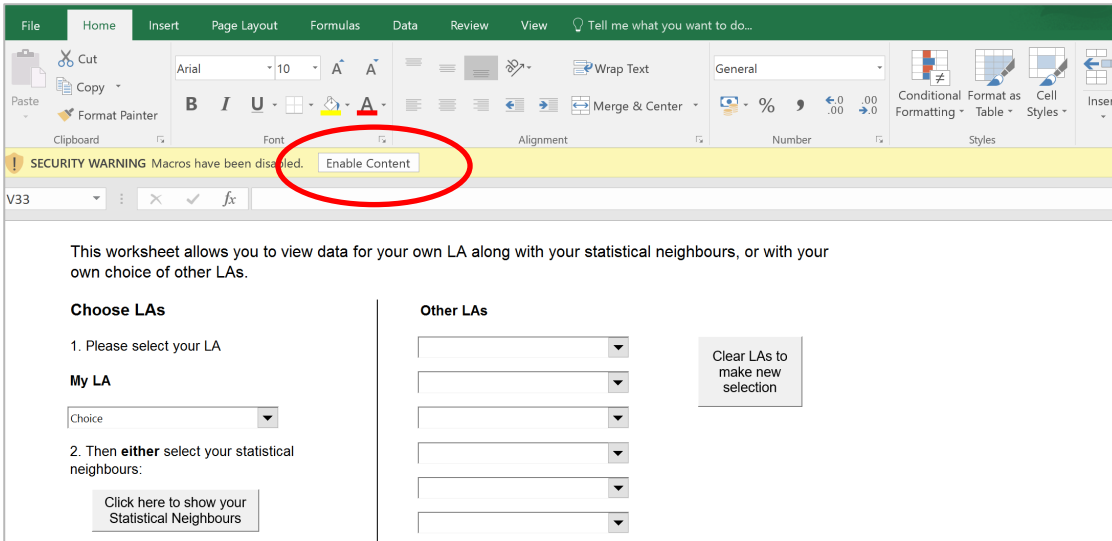 File Home Insert Page Layout Formulas Data Review View Tell me what you want to do...
Cut
Copy
Format Painter
Paste
Clipboard
Arial 10 A A
B I U A
Font
Wrap Text
Merge & Center
Alignment
General
% , .0 .00 .00 .0
Number
Conditional Formatting
Format as Table
Cell Styles
Styles
Inser
! SECURITY WARNING Macros have been disabled. Enable Content
V33 fx
This worksheet allows you to view data for your own LA along with your statistical neighbours, or with your
own choice of other LAs.
Choose LAs
1. Please select your LA
My LA
Choice
2. Then either select your statistical
neighbours:
Click here to show your
Statistical Neighbours
Other LAs
Clear LAs to
make new
selection